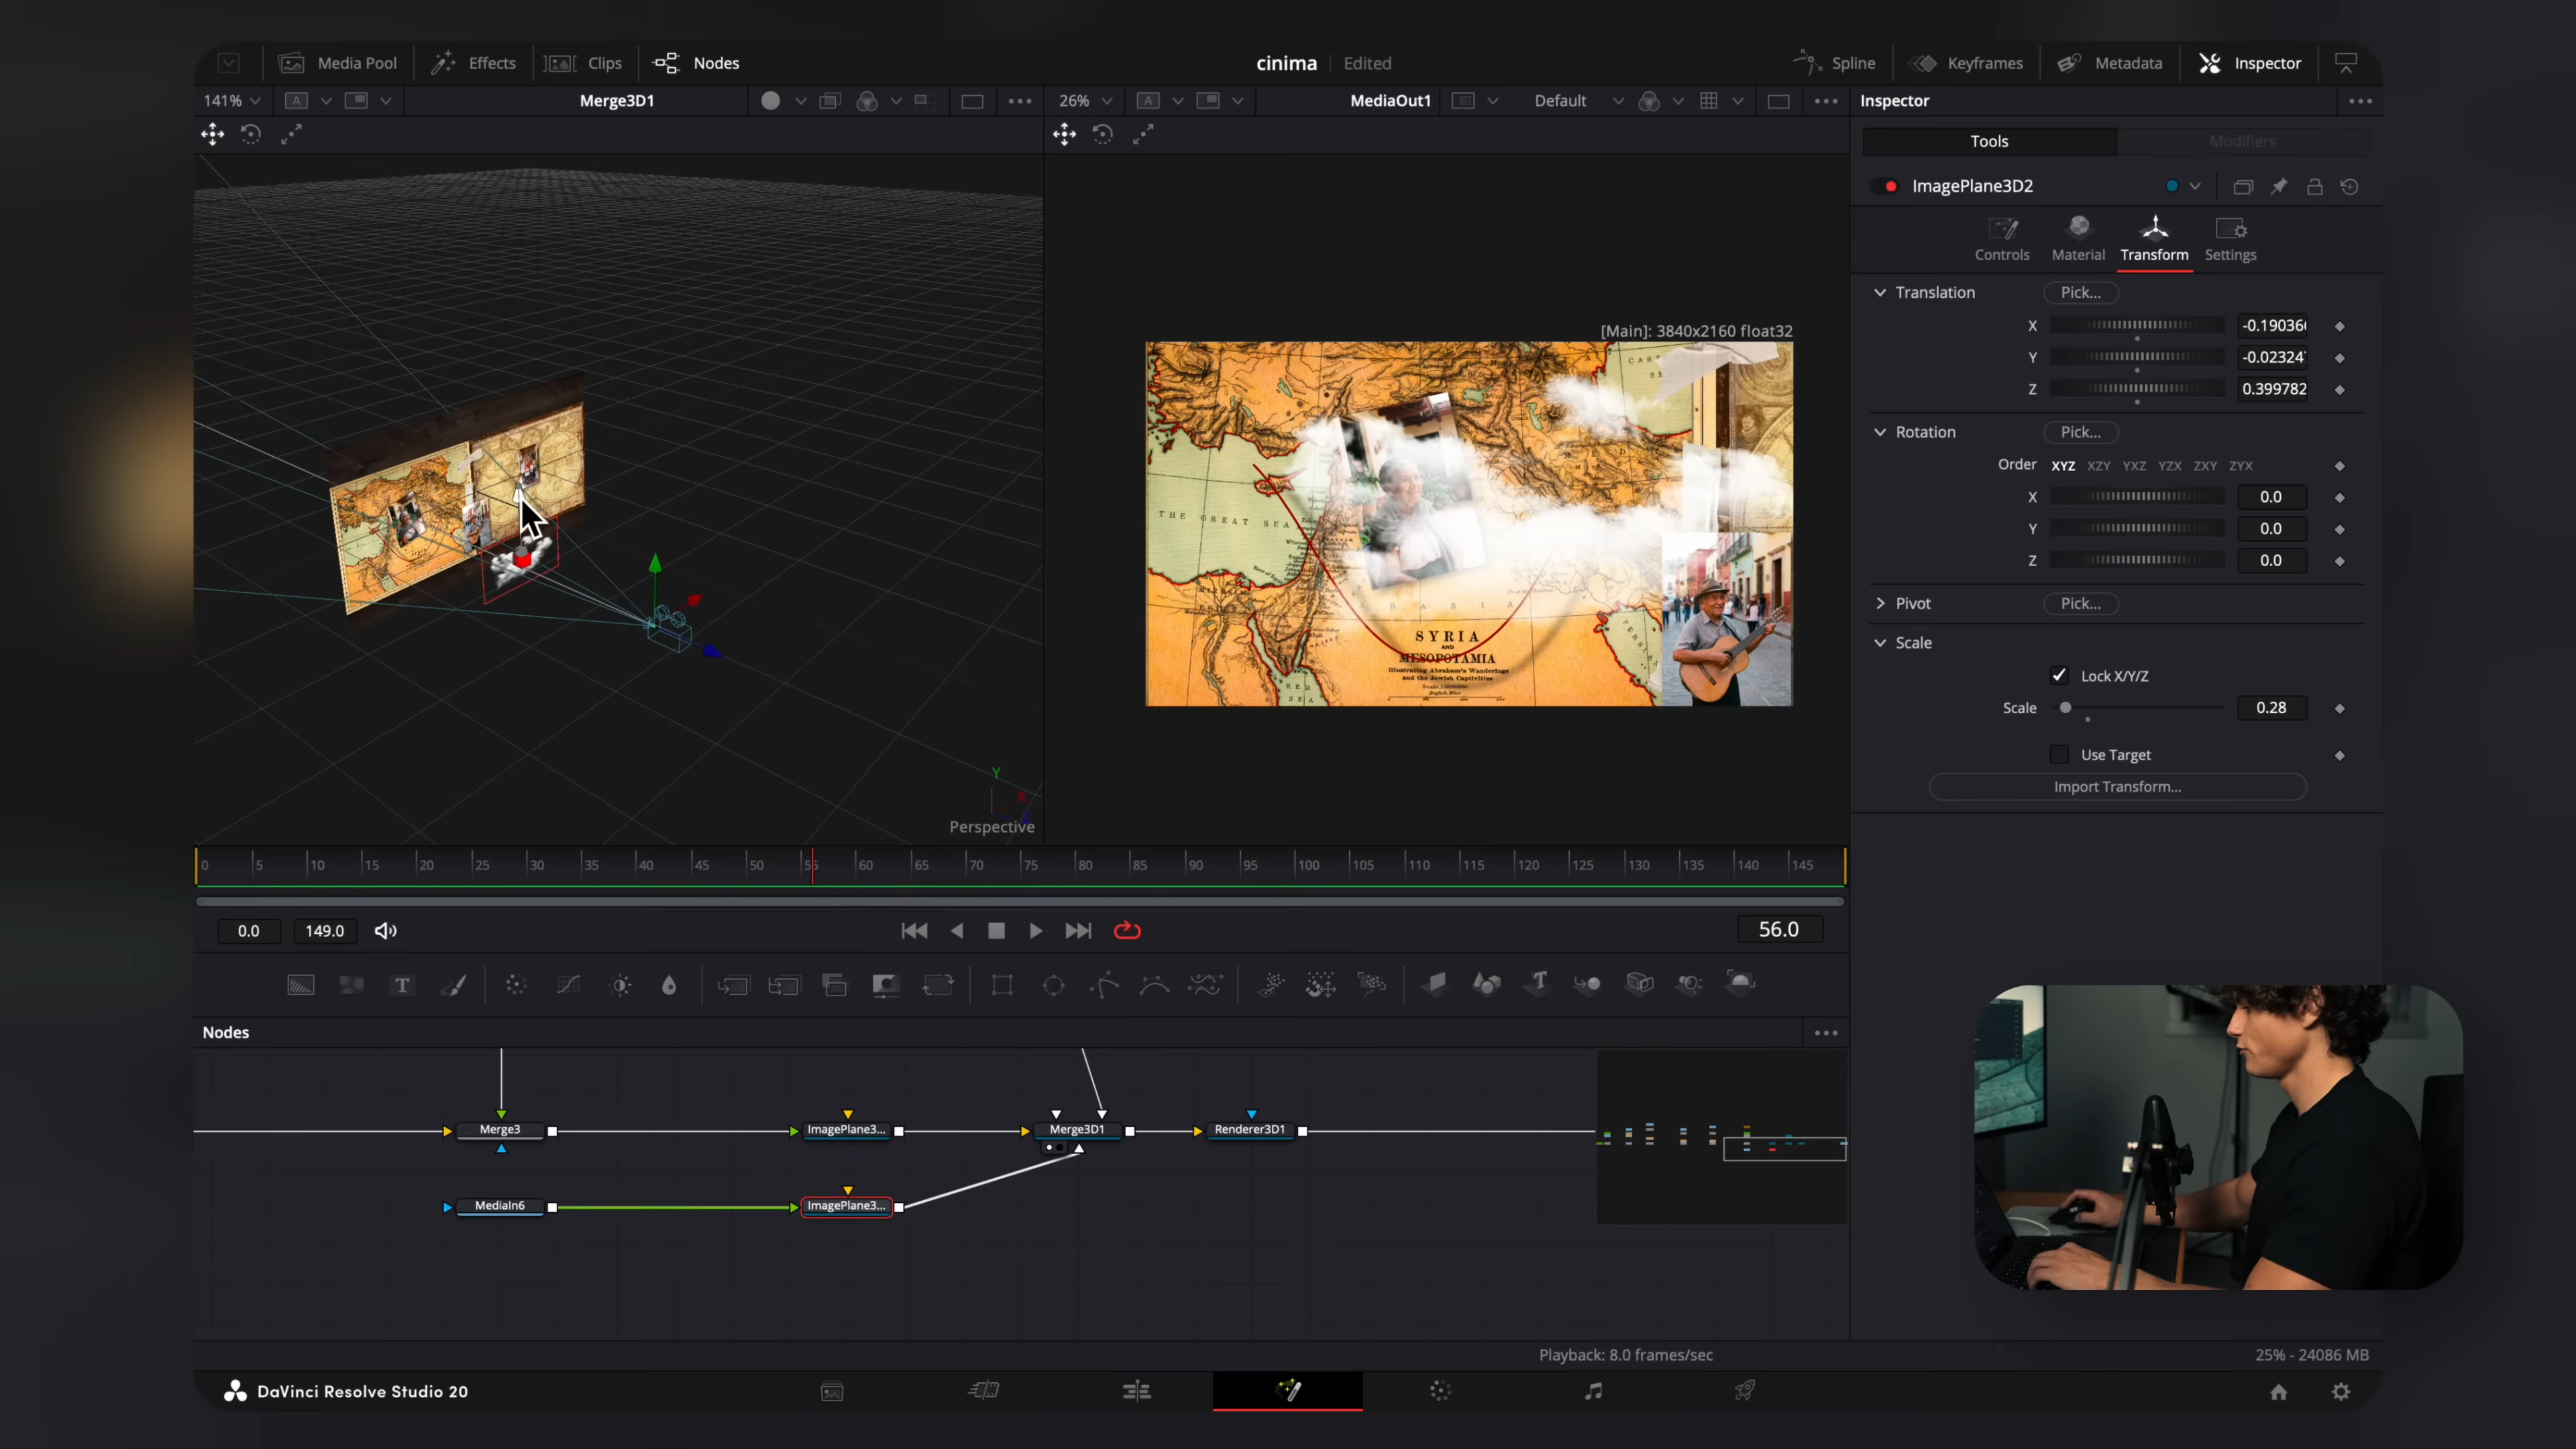 Media Pool Effects Clips Nodes cinima Edited Spline Keyframes Metadata Inspector
141% A Merge3D1 26% A MediaOut1 Default Inspector
Tools Modifiers
ImagePlane3D2
Controls Material Transform Settings
Translation Pick...
X -0.19036
Y -0.02324
Z 0.399782
[Main]: 3840x2160 float32
Rotation Pick...
Order XYZ XZY YXZ YZX ZXY ZYX
X 0.0
Y 0.0
Z 0.0
Pivot Pick...
Scale
Lock X/Y/Z
Scale 0.28
Use Target
Import Transform...
THE GREAT SEA
SYRIA
AND
MESOPOTAMIA
Illustrating Abraham's Wanderings
and the Jewish Captivities
RED
SEA
Y
X
Perspective
0 5 10 15 20 25 30 35 40 45 50 55 60 65 70 75 80 85 90 95 100 105 110 115 120 125 130 135 140 145
0.0 149.0 56.0
T T
Nodes
Merge3 ImagePlane3... Merge3D1 Renderer3D1
MediaIn6 ImagePlane3...
Playback: 8.0 frames/sec 25% - 24086 MB
DaVinci Resolve Studio 20